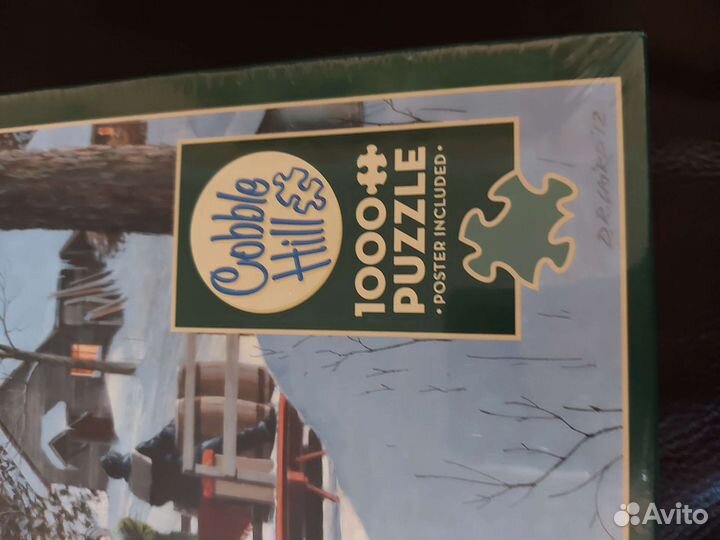 Cobble
Hill
1000
PUZZLE
• POSTER INCLUDED •
Avito